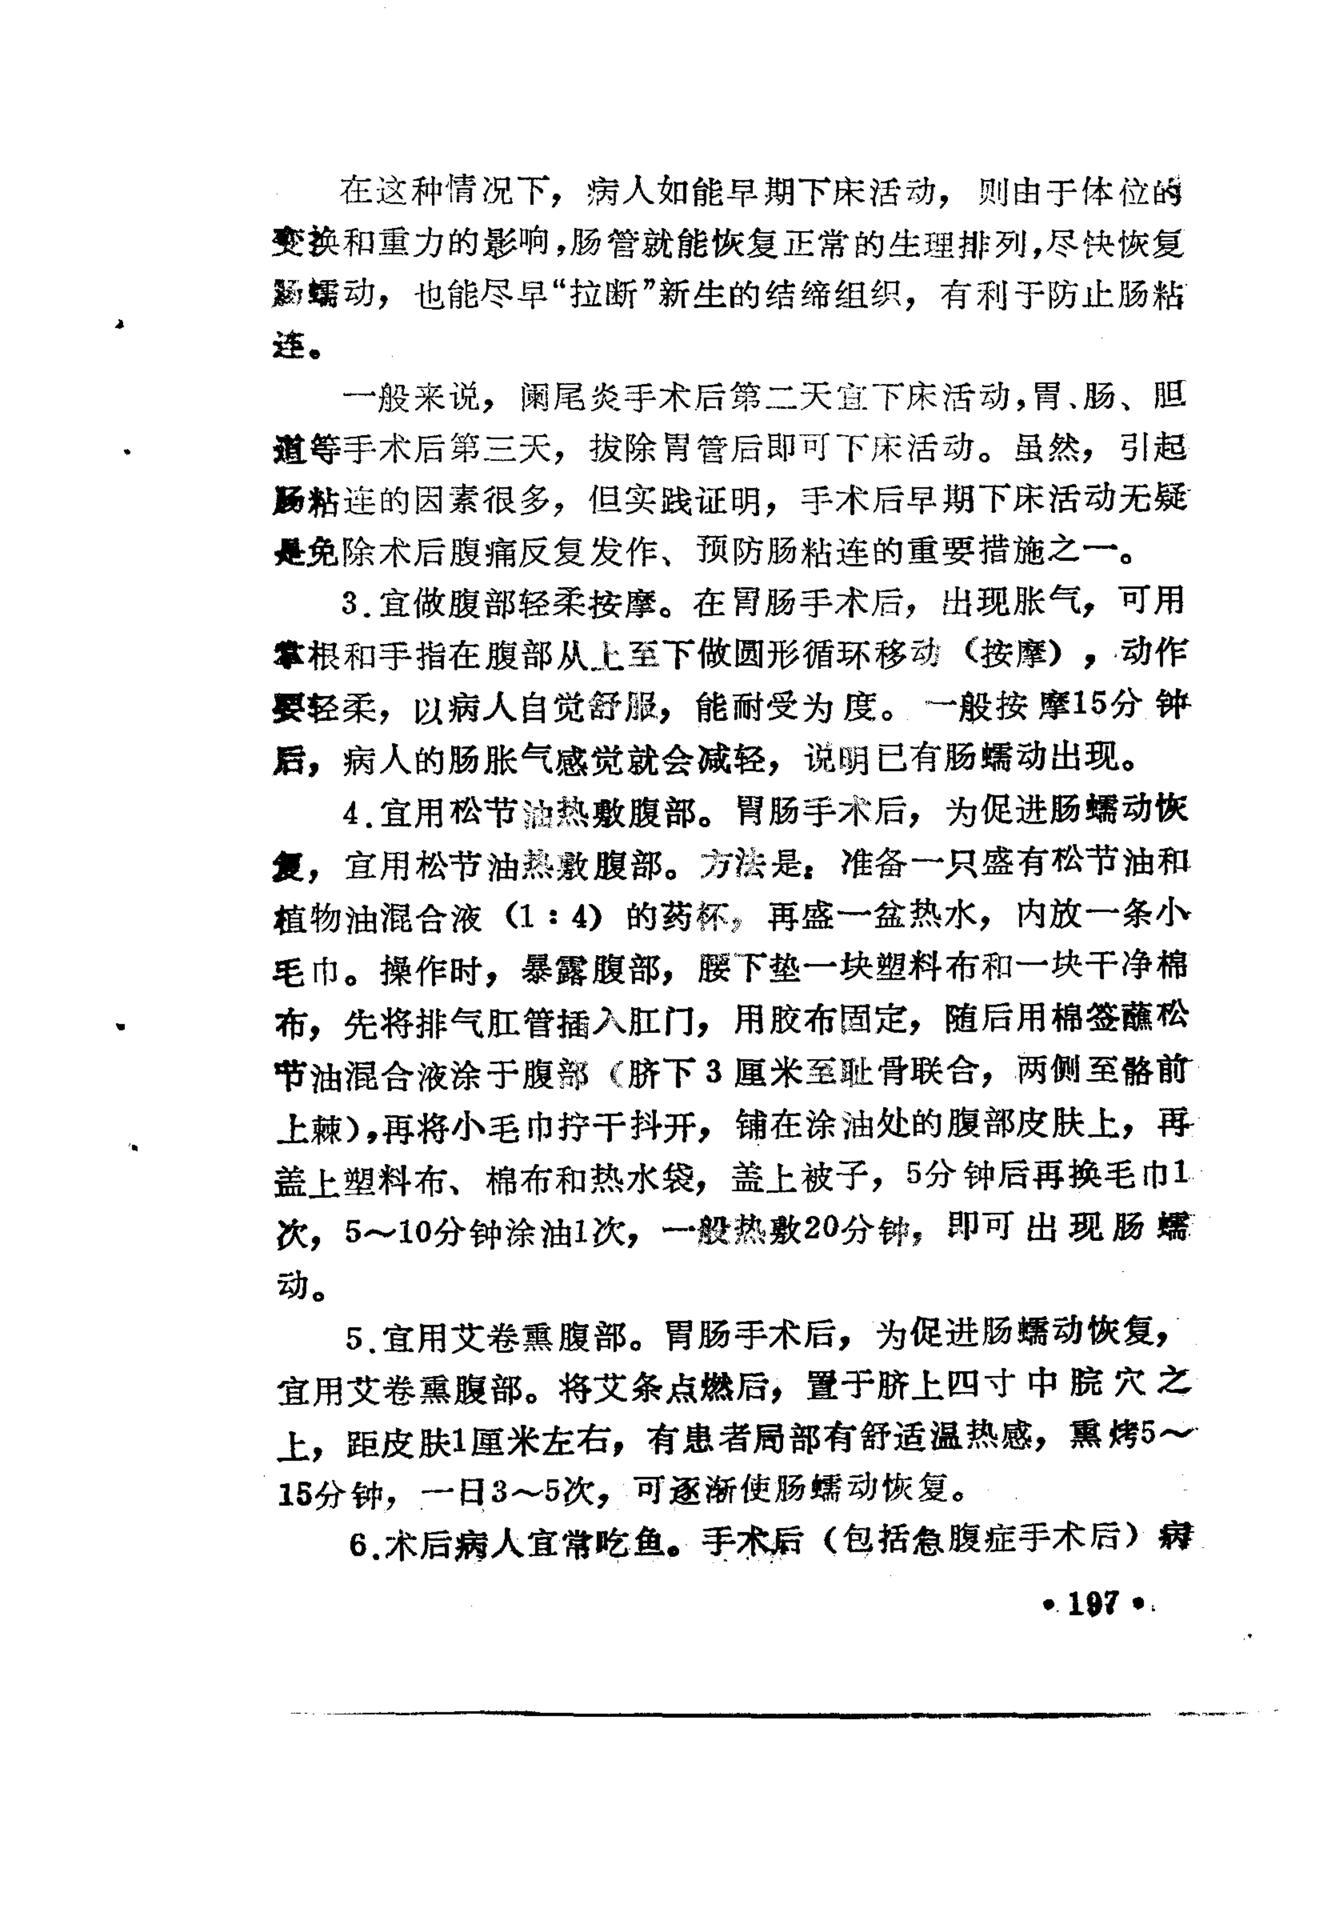 在这种情况下，病人如能早期下床活动，则由于体位的
变换和重力的影响，肠管就能恢复正常的生理排列，尽快恢复
肠蠕动，也能尽早“拉断”新生的结缔组织，有利于防止肠粘
连。
一般来说，阑尾炎手术后第二天宜下床活动，胃、肠、胆
道等手术后第三天，拔除胃管后即可下床活动。虽然，引起
肠粘连的因素很多，但实践证明，手术后早期下床活动无疑
是免除术后腹痛反复发作、预防肠粘连的重要措施之一。
3.宜做腹部轻柔按摩。在胃肠手术后，出现胀气，可用
掌根和手指在腹部从上至下做圆形循环移动（按摩），动作
要轻柔，以病人自觉舒服，能耐受为度。一般按摩15分钟
后，病人的肠胀气感觉就会减轻，说明已有肠蠕动出现。
4.宜用松节油热敷腹部。胃肠手术后，为促进肠蠕动恢
复，宜用松节油热敷腹部。方法是：准备一只盛有松节油和
植物油混合液（1：4）的药杯，再盛一盆热水，内放一条小
毛巾。操作时，暴露腹部，腰下垫一块塑料布和一块干净棉
布，先将排气肛管插入肛门，用胶布固定，随后用棉签蘸松
节油混合液涂于腹部（脐下3厘米至耻骨联合，两侧至髂前
上棘），再将小毛巾拧干抖开，铺在涂油处的腹部皮肤上，再
盖上塑料布、棉布和热水袋，盖上被子，5分钟后再换毛巾1
次，5～10分钟涂油1次，一般热敷20分钟，即可出现肠蠕
动。
5.宜用艾卷熏腹部。胃肠手术后，为促进肠蠕动恢复，
宜用艾卷熏腹部。将艾条点燃后，置于脐上四寸中脘穴之
上，距皮肤1厘米左右，有患者局部有舒适温热感，熏烤5～
15分钟，一日3～5次，可逐渐使肠蠕动恢复。
6.术后病人宜常吃鱼。手术后（包括急腹症手术后）病
•197•